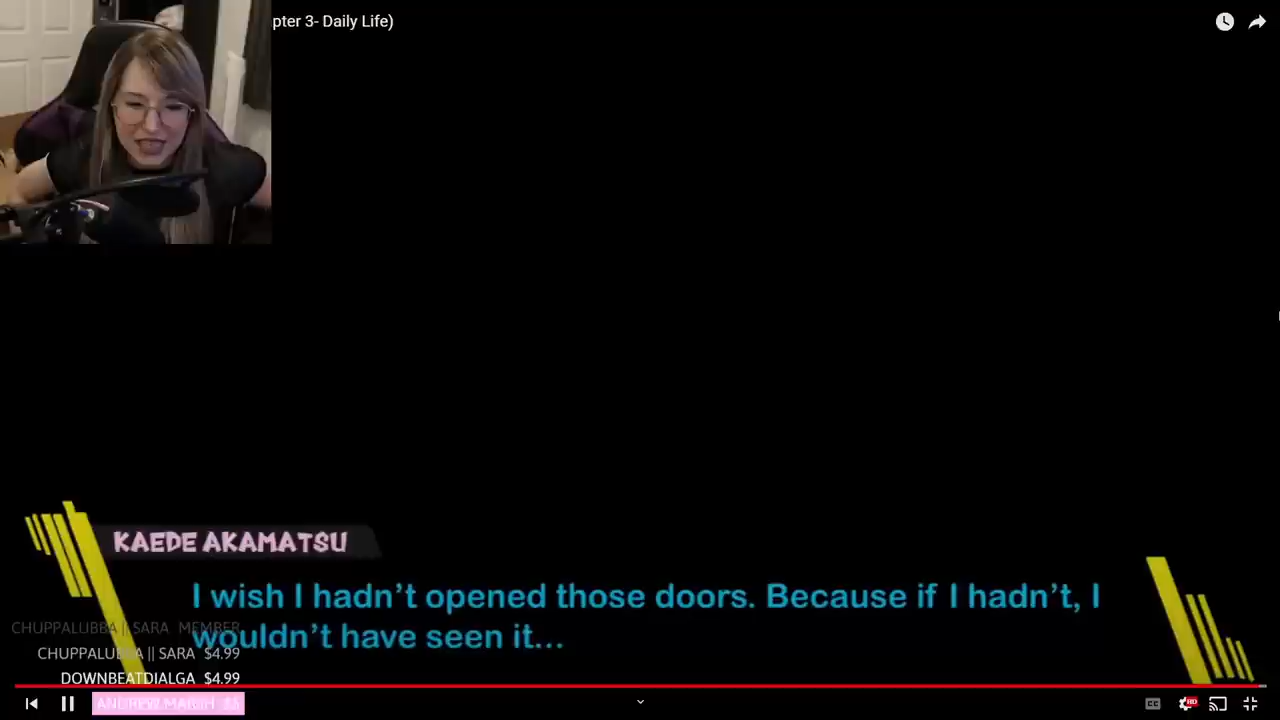 pter 3- Daily Life)
KAEDE AKAMATSU
I wish I hadn't opened those doors. Because if I hadn't, I
wouldn't have seen it...
CHUPPALUBBA || SARA MEMBER
CHUPPALUBBA || SARA $4.99
DOWNBEATDIALGA $4.99
HD